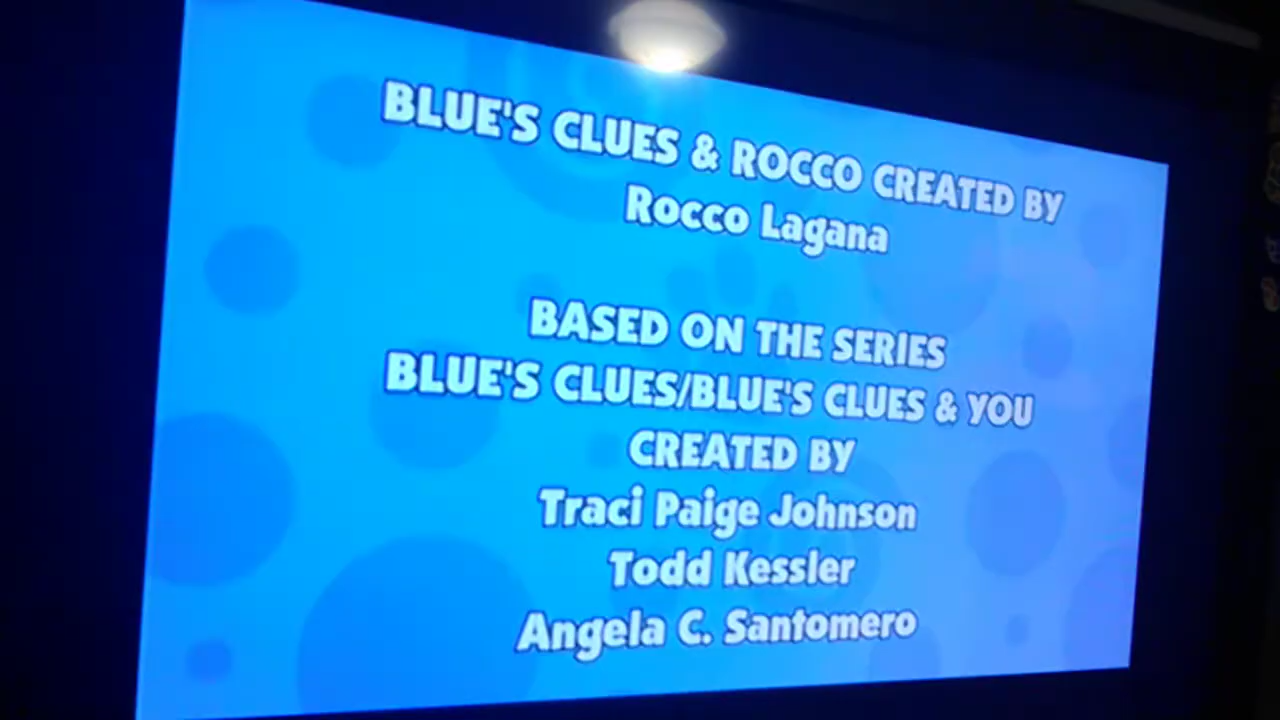 BLUE'S CLUES & ROCCO CREATED BY
Rocco Lagana
BASED ON THE SERIES
BLUE'S CLUES/BLUE'S CLUES & YOU
CREATED BY
Traci Paige Johnson
Todd Kessler
Angela C. Santomero